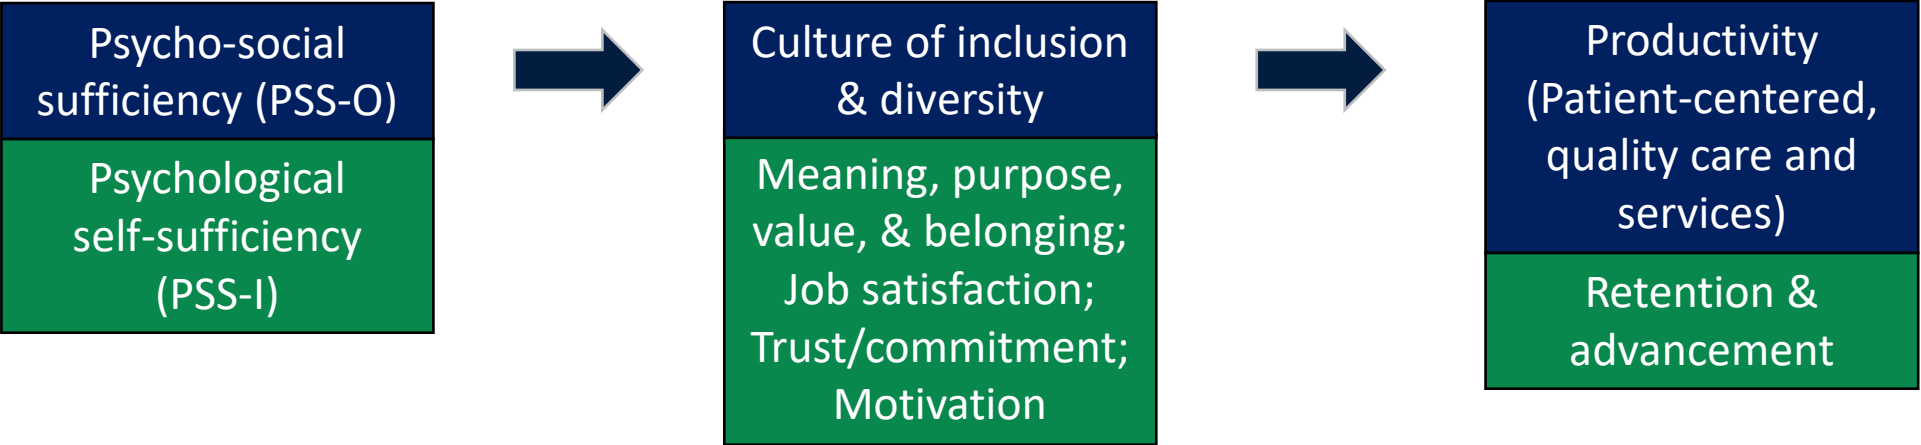 Psycho-social
sufficiency (PSS-O)
Psychological
self-sufficiency
(PSS-I)
Culture of inclusion
& diversity
Meaning, purpose,
value, & belonging;
Job satisfaction;
Trust/commitment;
Motivation
Productivity
(Patient-centered,
quality care and
services)
Retention &
advancement